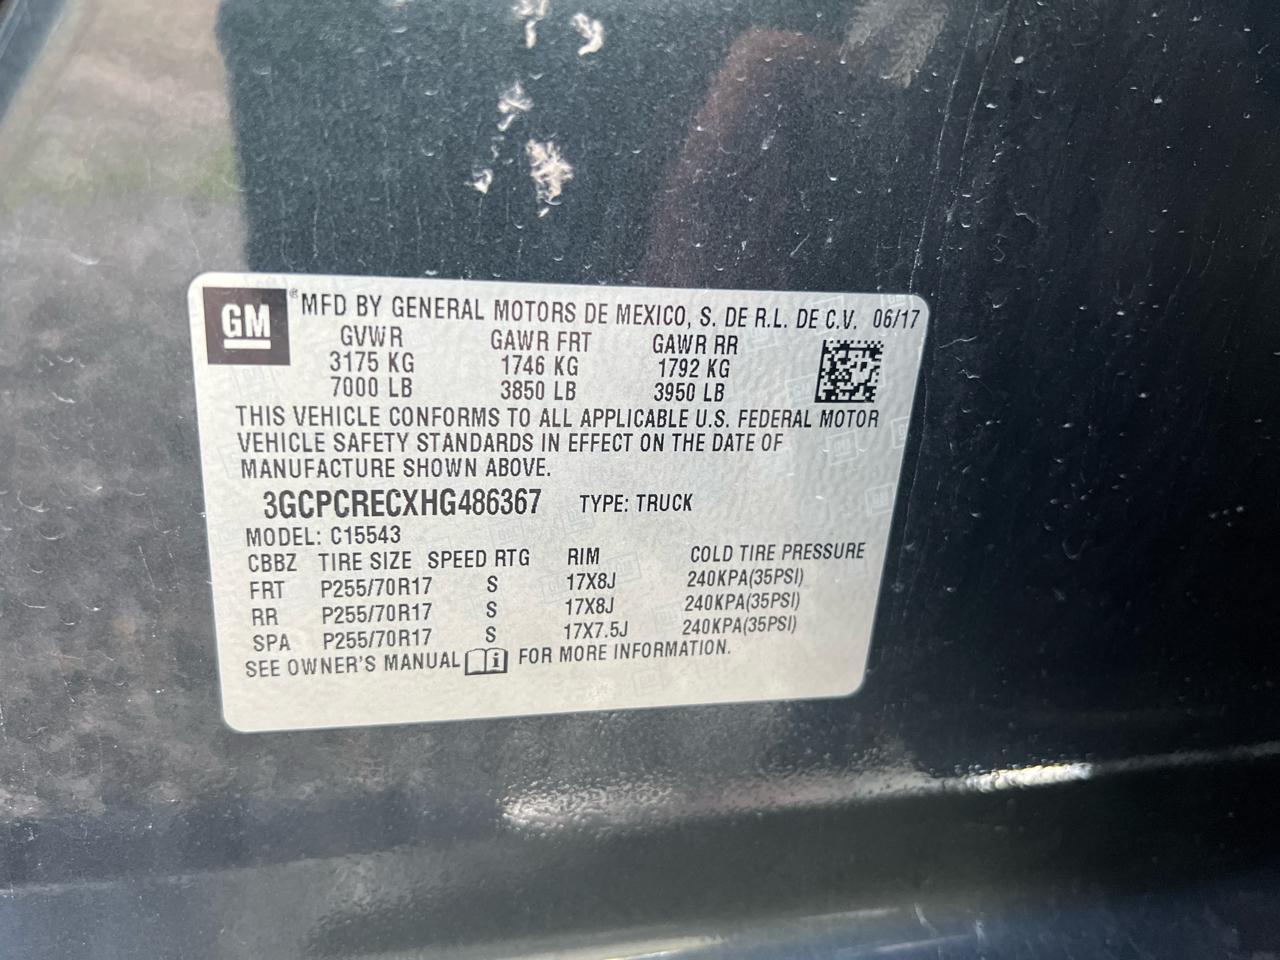 GM ® MFD BY GENERAL MOTORS DE MEXICO, S. DE R.L. DE C.V. 06/17
GVWR GAWR FRT GAWR RR
3175 KG 1746 KG 1792 KG
7000 LB 3850 LB 3950 LB
THIS VEHICLE CONFORMS TO ALL APPLICABLE U.S. FEDERAL MOTOR
VEHICLE SAFETY STANDARDS IN EFFECT ON THE DATE OF
MANUFACTURE SHOWN ABOVE.
3GCPCRECXHG486367 TYPE: TRUCK
MODEL: C15543
CBBZ TIRE SIZE SPEED RTG RIM COLD TIRE PRESSURE
FRT P255/70R17 S 17X8J 240KPA(35PSI)
RR P255/70R17 S 17X8J 240KPA(35PSI)
SPA P255/70R17 S 17X7.5J 240KPA(35PSI)
SEE OWNER'S MANUAL i FOR MORE INFORMATION.